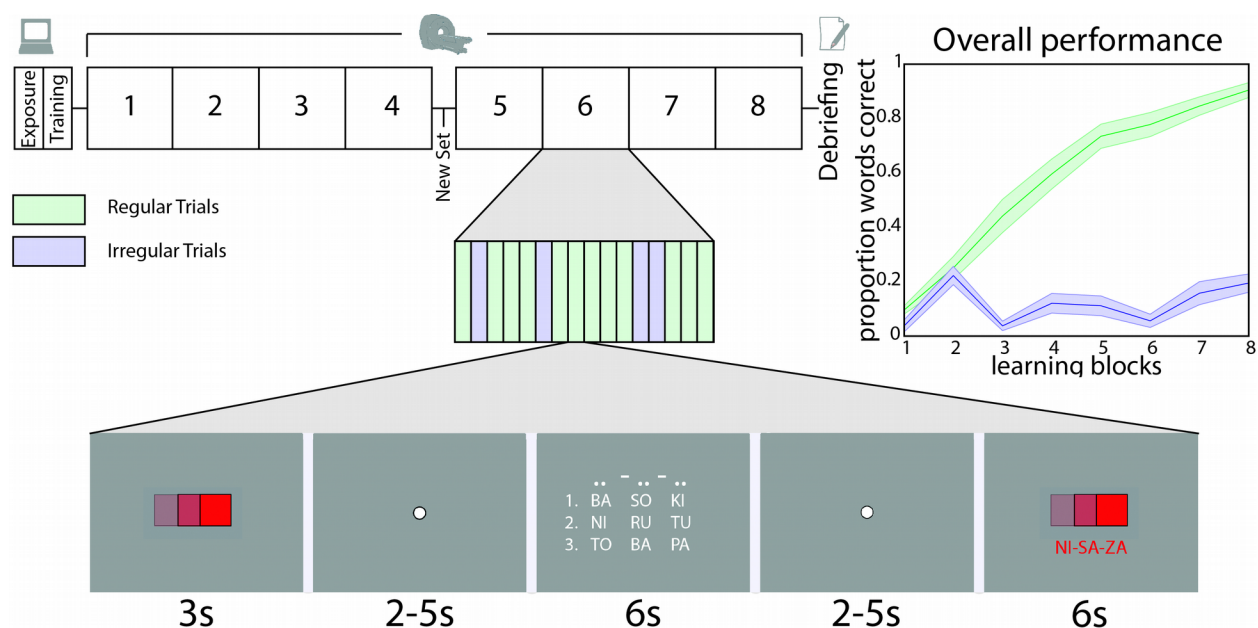 Exposure
Training
1
2
3
4
New Set
5
6
7
8
Debriefing
Regular Trials
Irregular Trials
Overall performance
proportion words correct
1
0.8
0.6
0.4
0.2
0
1 2 3 4 5 6 7 8
learning blocks
.. - .. - ..
1. BA SO KI
2. NI RU TU
3. TO BA PA
NI-SA-ZA
3s
2-5s
6s
2-5s
6s